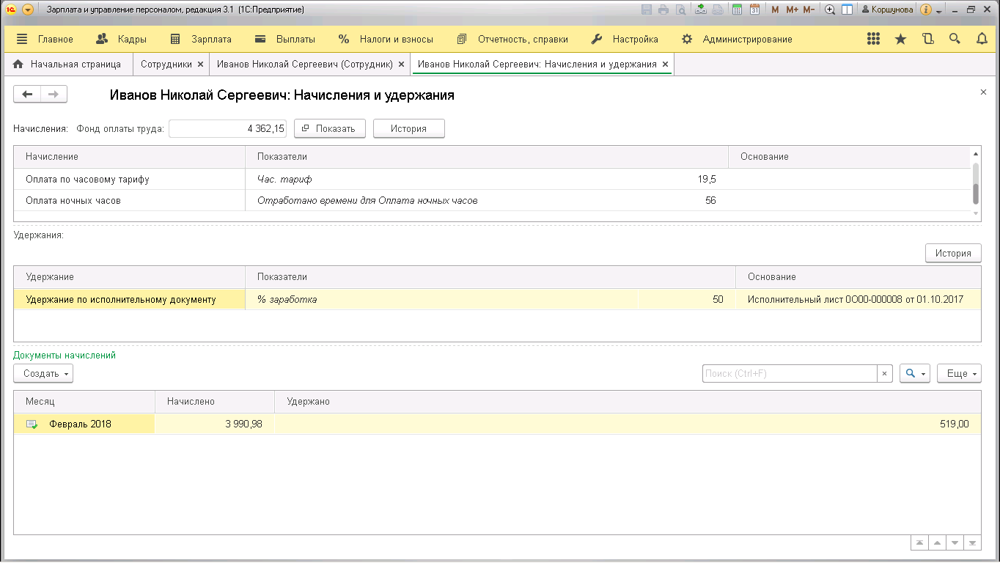 Зарплата и управление персоналом, редакция 3.1 (1С:Предприятие)
M M+ M- Коршунова
Главное Кадры Зарплата Выплаты Налоги и взносы Отчетность, справки Настройка Администрирование
Начальная страница Сотрудники × Иванов Николай Сергеевич (Сотрудник) × Иванов Николай Сергеевич: Начисления и удержания ×
Иванов Николай Сергеевич: Начисления и удержания
Начисления: Фонд оплаты труда: 4 362,15 Показать История
Начисление Показатели Основание
Оплата по часовому тарифу Час. тариф 19,5
Оплата ночных часов Отработано времени для Оплата ночных часов 56
Удержания:
История
Удержание Показатели Основание
Удержание по исполнительному документу % заработка 50 Исполнительный лист 0О00-000008 от 01.10.2017
Документы начислений
Создать Поиск (Ctrl+F) × Еще
Месяц Начислено Удержано
Февраль 2018 3 990,98 519,00